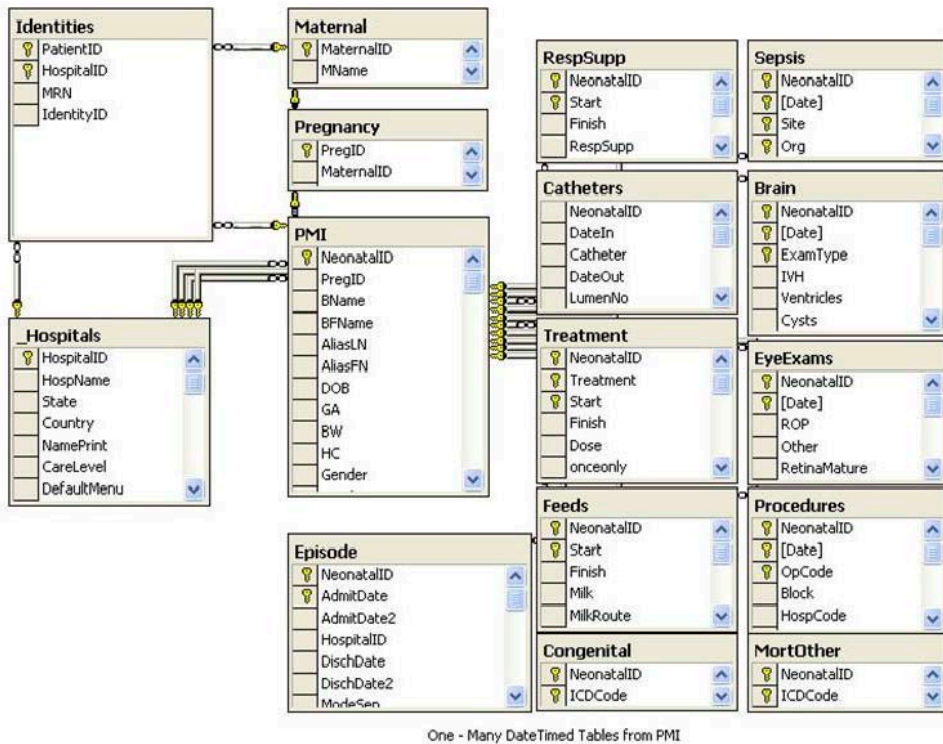 Identities
PatientID
HospitalID
MRN
IdentityID
Maternal
MaternalID
MName
Pregnancy
PregID
MaternalID
PMI
NeonatalID
PregID
BName
BFName
AliasLN
AliasFN
DOB
GA
BW
HC
Gender
_Hospitals
HospitalID
HospName
State
Country
NamePrint
CareLevel
DefaultMenu
Episode
NeonatalID
AdmitDate
AdmitDate2
HospitalID
DischDate
DischDate2
ModeSep
RespSupp
NeonatalID
Start
Finish
RespSupp
Catheters
NeonatalID
DateIn
Catheter
DateOut
LumenNo
Treatment
NeonatalID
Treatment
Start
Finish
Dose
onceonly
Feeds
NeonatalID
Start
Finish
Milk
MilkRoute
Congenital
NeonatalID
ICDCode
Sepsis
NeonatalID
[Date]
Site
Org
Brain
NeonatalID
[Date]
ExamType
IVH
Ventricles
Cysts
EyeExams
NeonatalID
[Date]
ROP
Other
RetinaMature
Procedures
NeonatalID
[Date]
OpCode
Block
HospCode
MortOther
NeonatalID
ICDCode
One - Many DateTimed Tables from PMI